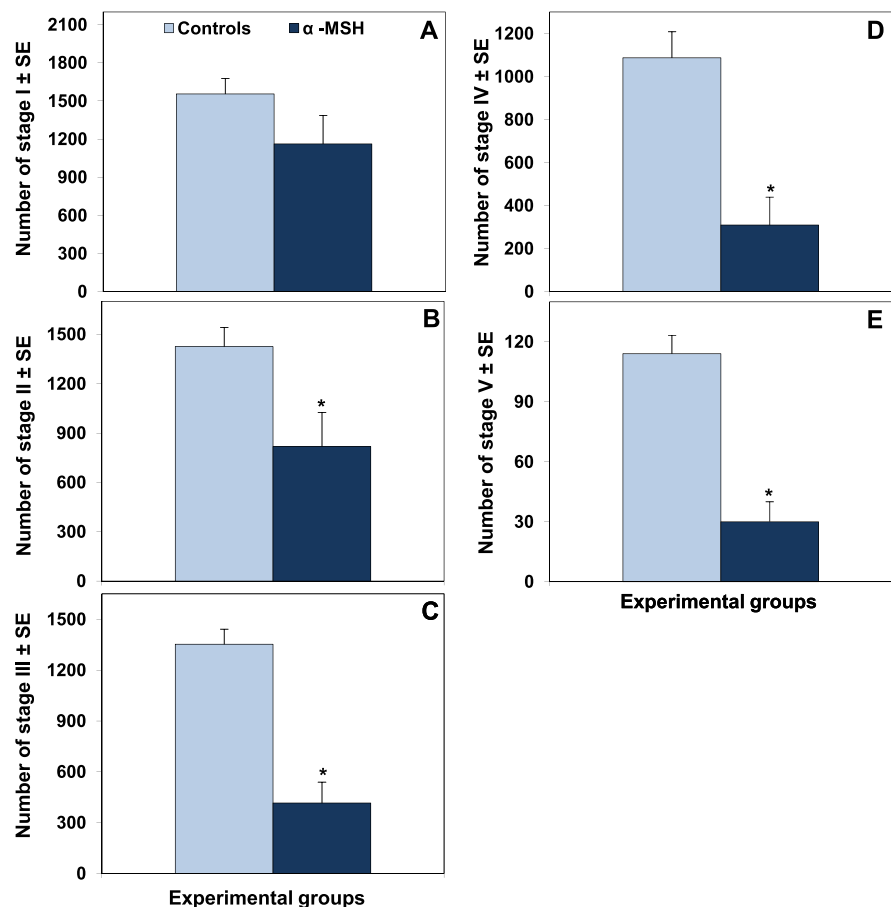 Controls α -MSH
A
Number of stage I ± SE
2100
1800
1500
1200
900
600
300
0
B
Number of stage II ± SE
1500
1200
900
600
300
0
*
C
Number of stage III ± SE
1500
1200
900
600
300
0
*
Experimental groups
D
Number of stage IV ± SE
1200
1000
800
600
400
200
0
*
E
Number of stage V ± SE
120
90
60
30
0
*
Experimental groups